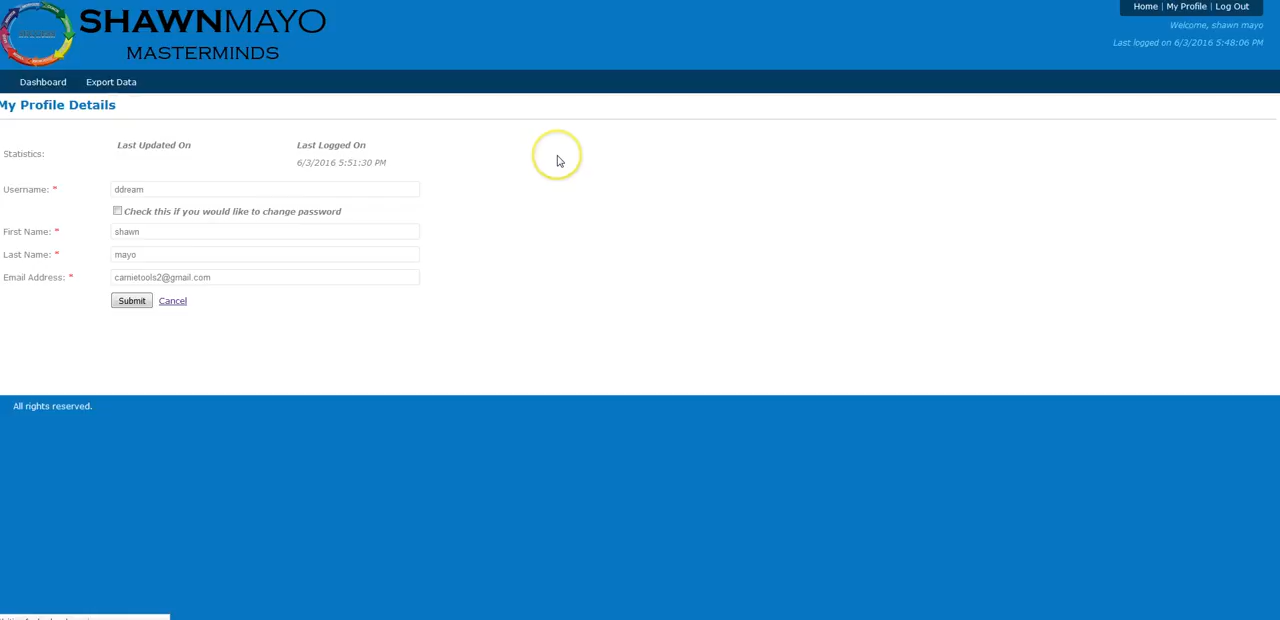 Home | My Profile | Log Out
SHAWNMAYO
MASTERMINDS
Welcome, shawn mayo
Last logged on 6/3/2016 5:48:06 PM
Dashboard Export Data
My Profile Details
Last Updated On Last Logged On
Statistics:
6/3/2016 5:51:30 PM
Username: * ddream
Check this if you would like to change password
First Name: * shawn
Last Name: * mayo
Email Address: * carnietools2@gmail.com
Submit Cancel
All rights reserved.